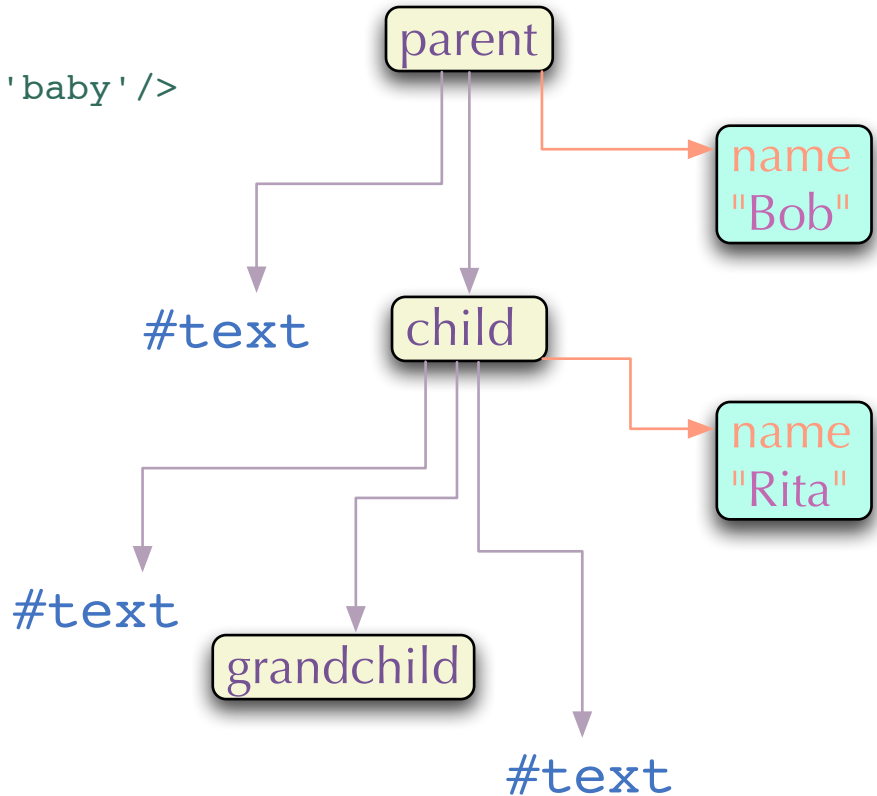 parent
'baby'/>
name
"Bob"
#text
child
name
"Rita"
#text
grandchild
#text